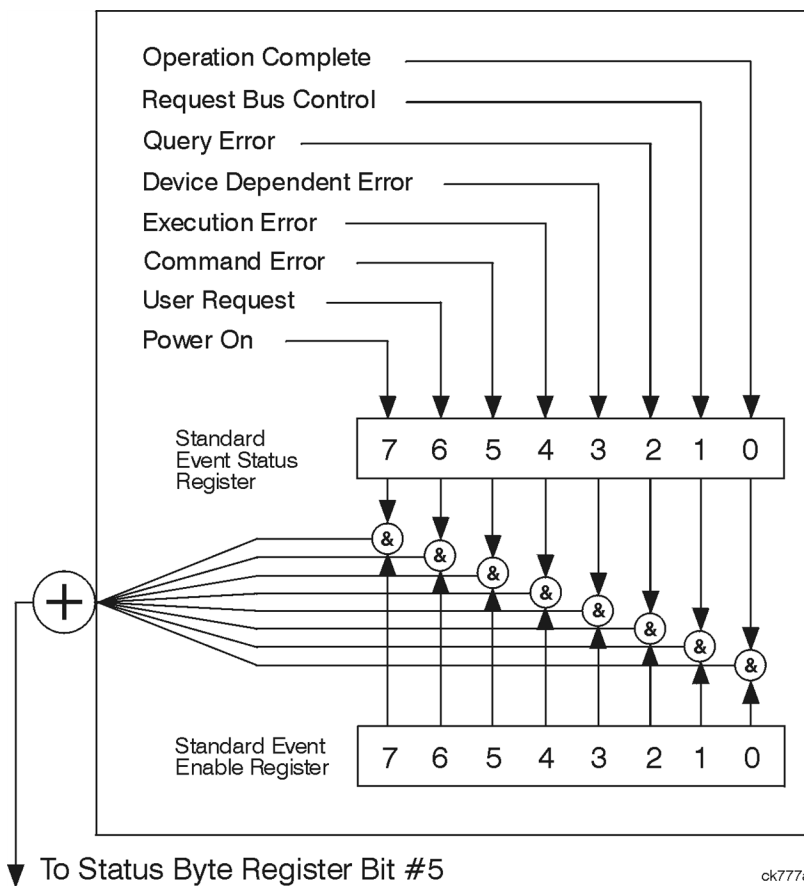 Operation Complete
Request Bus Control
Query Error
Device Dependent Error
Execution Error
Command Error
User Request
Power On
Standard
Event Status
Register
7 6 5 4 3 2 1 0
&
&
&
&
&
&
&
&
+
Standard Event
Enable Register
7 6 5 4 3 2 1 0
To Status Byte Register Bit #5
ck777a